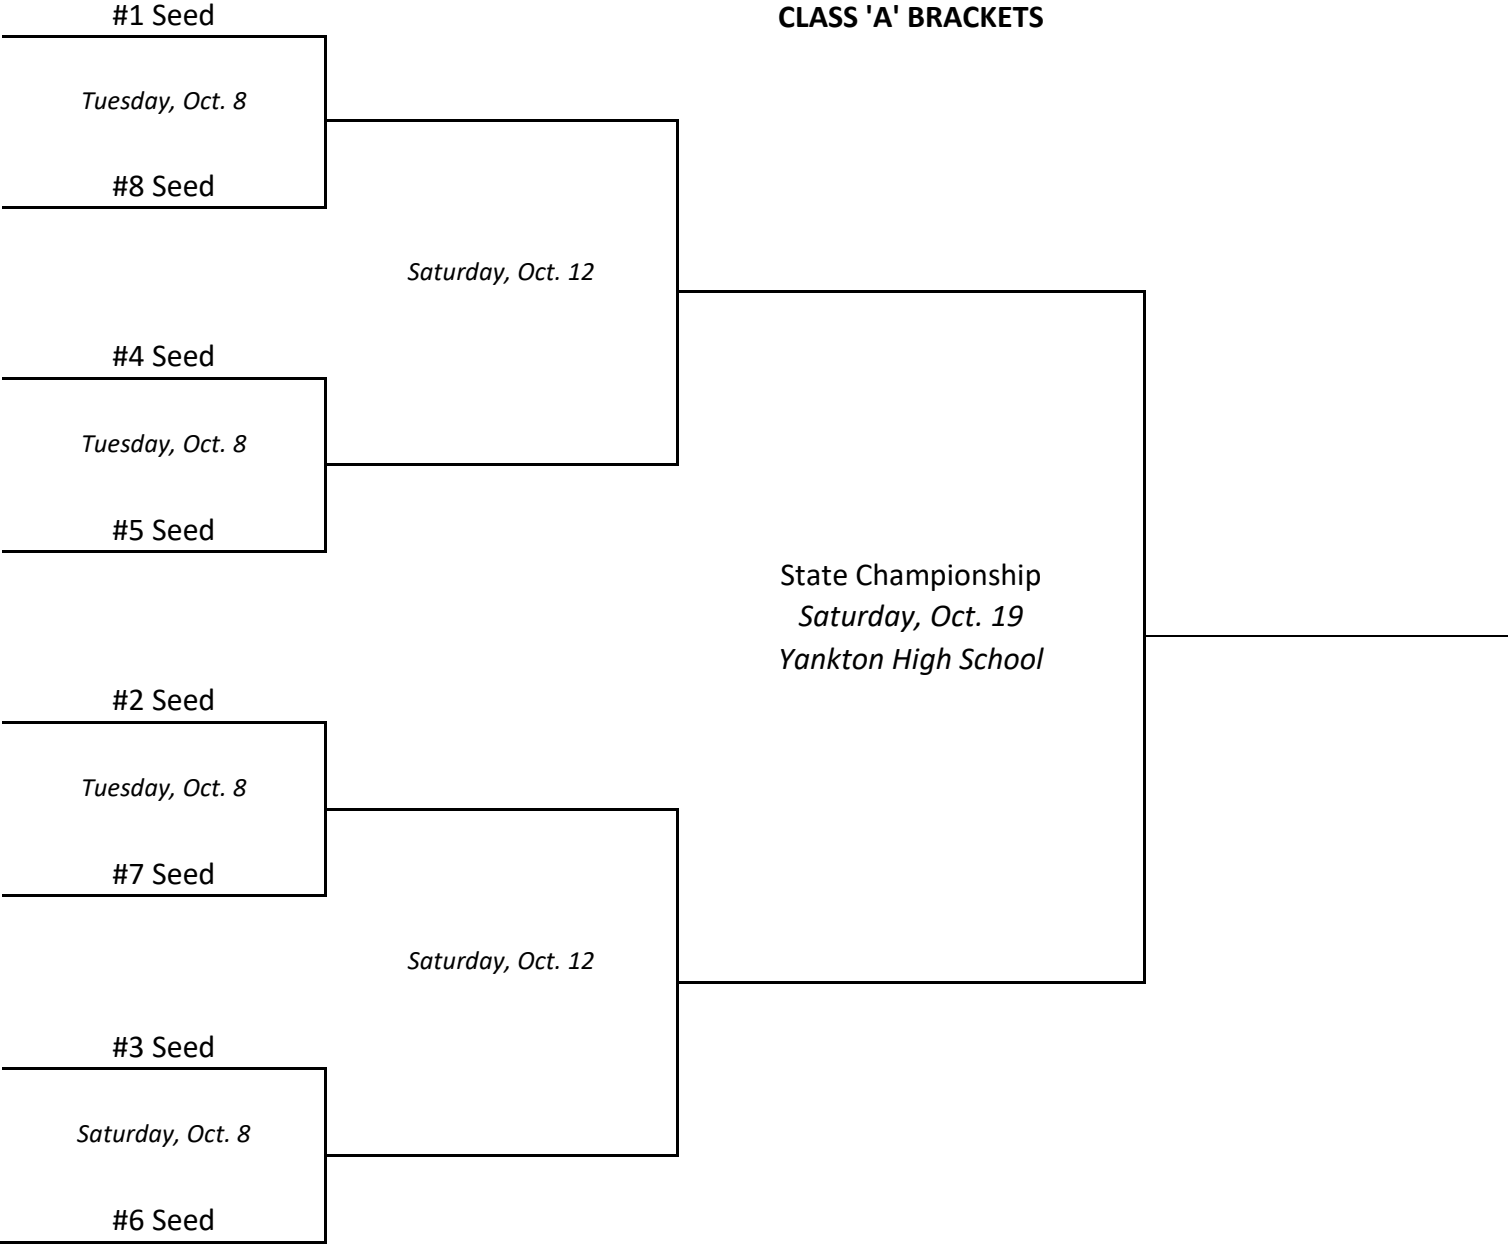 #1 Seed
CLASS 'A' BRACKETS
Tuesday, Oct. 8
#8 Seed
Saturday, Oct. 12
#4 Seed
Tuesday, Oct. 8
#5 Seed
State Championship
Saturday, Oct. 19
Yankton High School
#2 Seed
Tuesday, Oct. 8
#7 Seed
Saturday, Oct. 12
#3 Seed
Saturday, Oct. 8
#6 Seed